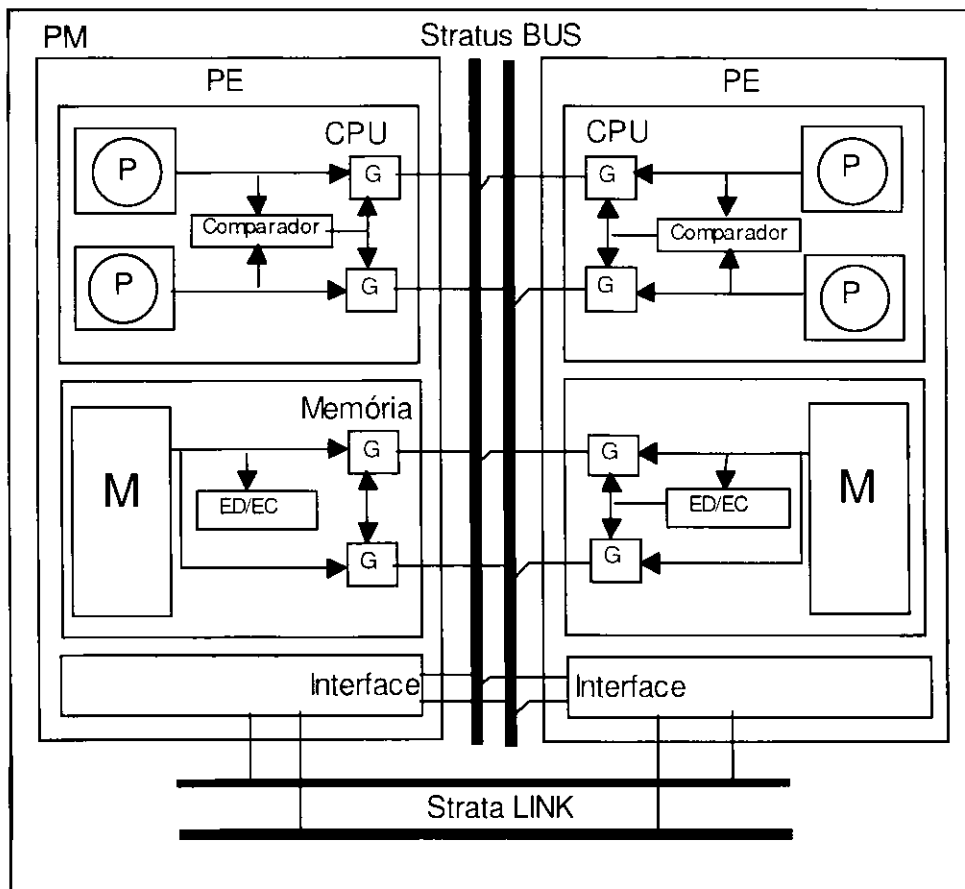 PM
Stratus BUS
PE
PE
CPU
CPU
P
G
G
P
Comparador
Comparador
P
G
G
P
Memória
M
G
G
M
ED/EC
ED/EC
G
G
Interface
Interface
Strata LINK